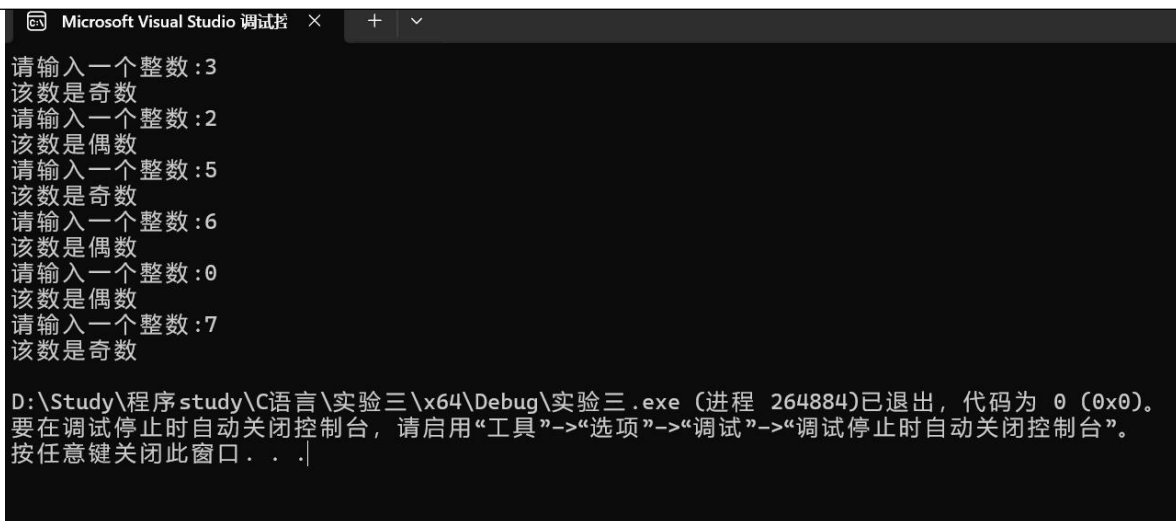 Microsoft Visual Studio 调试控
请输入一个整数:3
该数是奇数
请输入一个整数:2
该数是偶数
请输入一个整数:5
该数是奇数
请输入一个整数:6
该数是偶数
请输入一个整数:0
该数是偶数
请输入一个整数:7
该数是奇数
D:\Study\程序study\C语言\实验三\x64\Debug\实验三.exe (进程 264884)已退出，代码为 0 (0x0)。
要在调试停止时自动关闭控制台，请启用“工具”->“选项”->“调试”->“调试停止时自动关闭控制台”。
按任意键关闭此窗口. . .